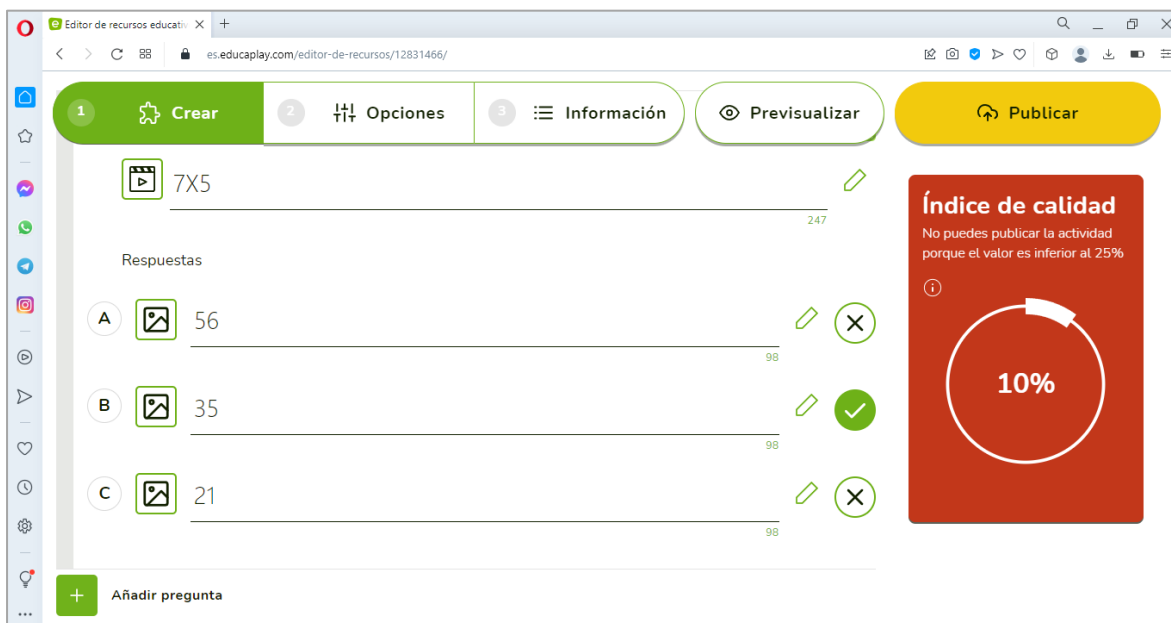 Editor de recursos educativ
es.educaplay.com/editor-de-recursos/12831466/
1 Crear 2 Opciones 3 Información Previsualizar Publicar
7X5
247
Respuestas
A 56
98
B 35
98
C 21
98
Añadir pregunta
Índice de calidad
No puedes publicar la actividad
porque el valor es inferior al 25%
10%